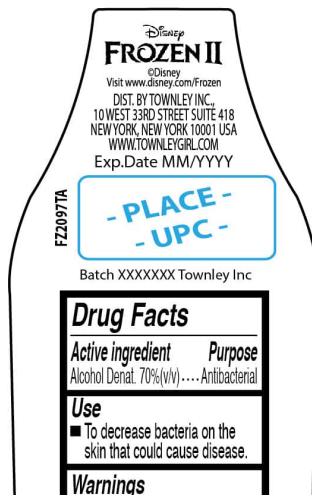 Disney
FROZEN II
©Disney
Visit www.disney.com/Frozen
DIST. BY TOWNLEY INC.,
10 WEST 33RD STREET SUITE 418
NEW YORK, NEW YORK 10001 USA
WWW.TOWNLEYGIRL.COM
Exp.Date MM/YYYY
FZ2097TA
- PLACE -
- UPC -
Batch XXXXXXX Townley Inc
Drug Facts
Active ingredient Purpose
Alcohol Denat. 70%(v/v)....Antibacterial
Use
■ To decrease bacteria on the
skin that could cause disease.
Warnings